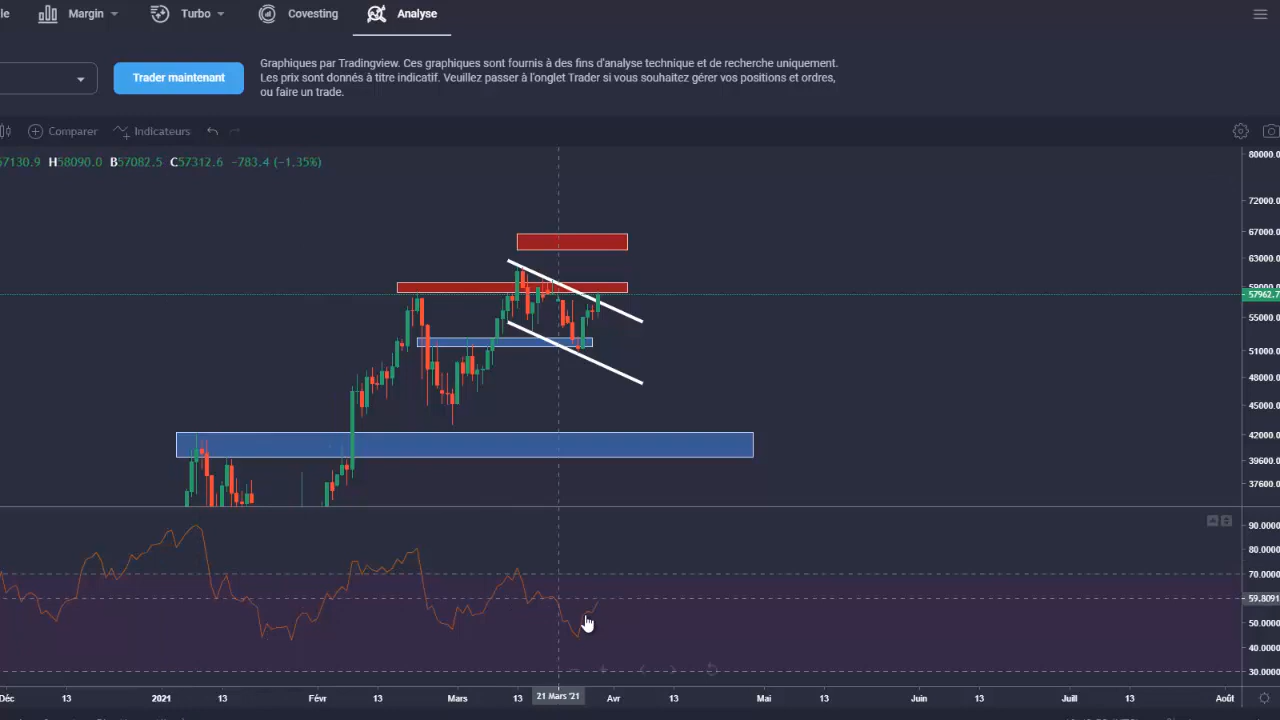 le Margin Turbo Covesting Analyse
Trader maintenant
Graphiques par Tradingview. Ces graphiques sont fournis à des fins d'analyse technique et de recherche uniquement.
Les prix sont donnés à titre indicatif. Veuillez passer à l'onglet Trader si vous souhaitez gérer vos positions et ordres,
ou faire un trade.
Comparer Indicateurs
57130.9 H58090.0 B57082.5 C57312.6 -783.4 (-1.35%)
80000.0
72000.0
67000.0
63000.0
59000.0
57962.7
55000.0
51000.0
48000.0
45000.0
42000.0
39600.0
37600.0
90.0000
80.0000
70.0000
59.8091
50.0000
40.0000
30.0000
Déc 13 2021 13 Févr 13 Mars 13 21 Mars '21 Avr 13 Mai 13 Juin 13 Juill 13 Août